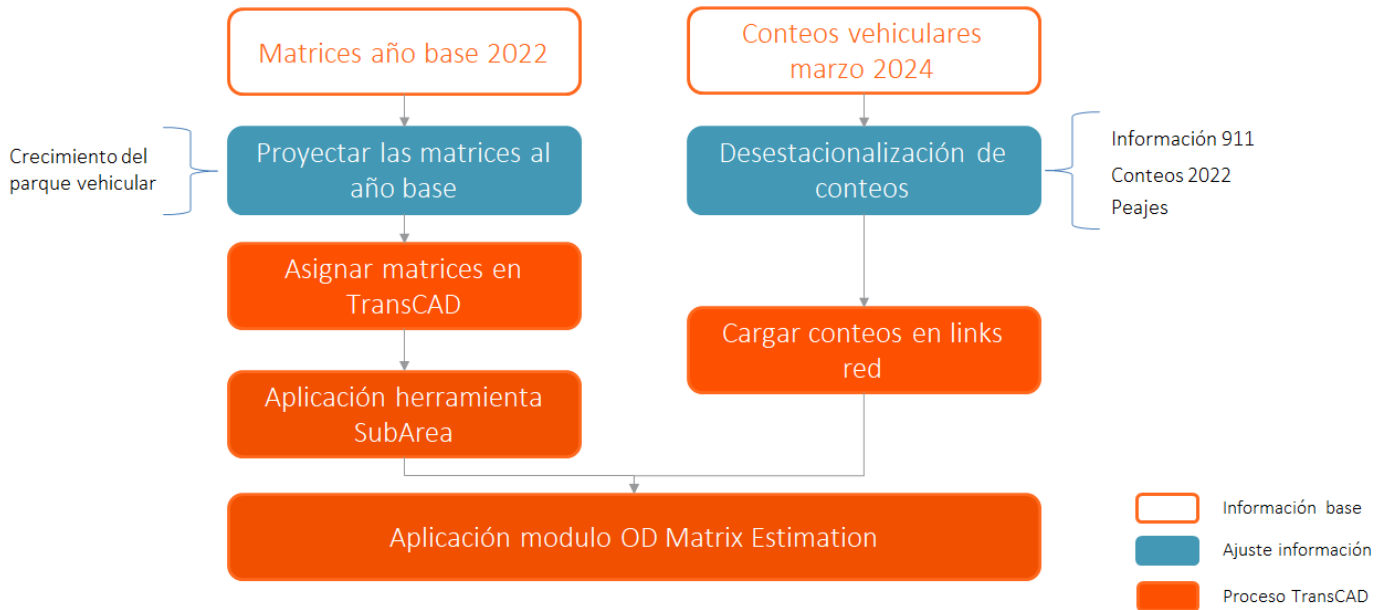 Matrices año base 2022
Conteos vehiculares
marzo 2024
Crecimiento del
parque vehicular
Proyectar las matrices al
año base
Desestacionalización de
conteos
Información 911
Conteos 2022
Peajes
Asignar matrices en
TransCAD
Cargar conteos en links
red
Aplicación herramienta
SubArea
Aplicación modulo OD Matrix Estimation
Información base
Ajuste información
Proceso TransCAD